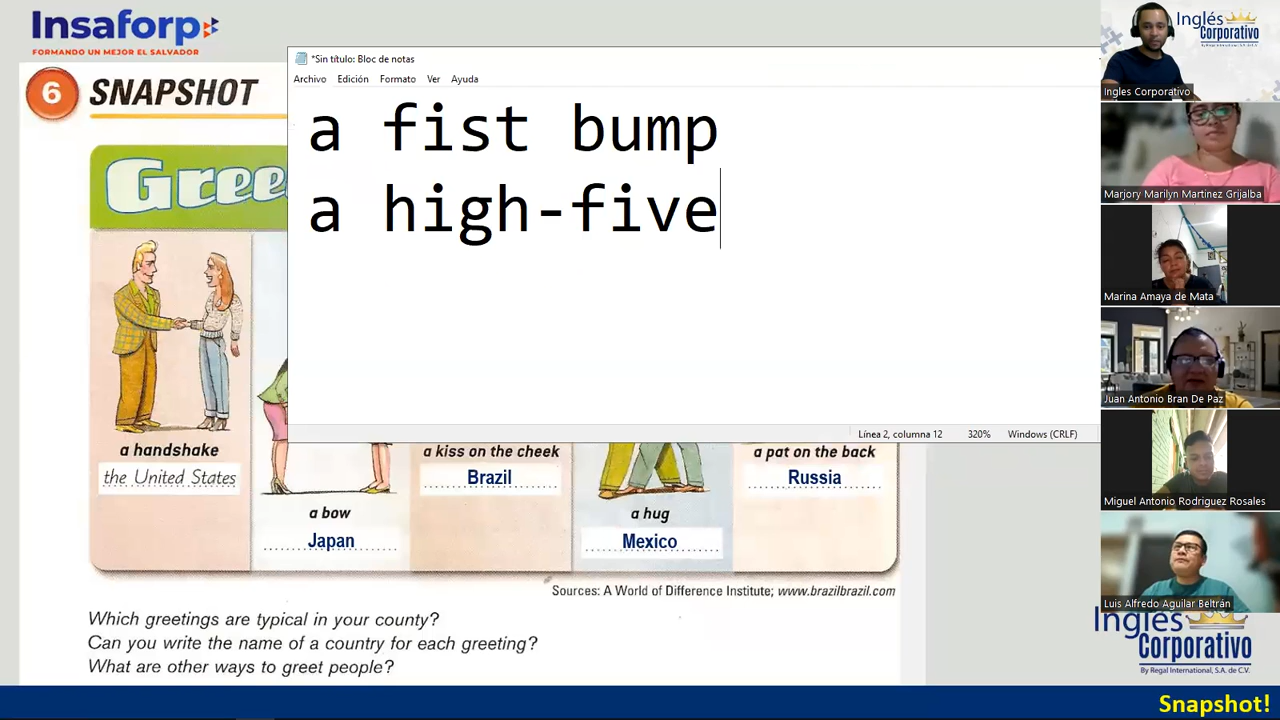 Insaforp
FORMANDO UN MEJOR EL SALVADOR
6 SNAPSHOT
Gree
*Sin título: Bloc de notas
Archivo Edición Formato Ver Ayuda
a fist bump
a high-five
Línea 2, columna 12 320% Windows (CRLF)
a handshake
the United States
a bow
Japan
a kiss on the cheek
Brazil
a hug
Mexico
a pat on the back
Russia
Sources: A World of Difference Institute; www.brazilbrazil.com
Which greetings are typical in your county?
Can you write the name of a country for each greeting?
What are other ways to greet people?
Inglés
Corporativo
By Regal International, S.A. de C.V.
Ingles Corporativo
Marjory Marilyn Martinez Grijalba
Marina Amaya de Mata
Juan Antonio Bran De Paz
Miguel Antonio Rodriguez Rosales
Luis Alfredo Aguilar Beltrán
Inglés
Corporativo
By Regal International, S.A. de C.V.
Snapshot!